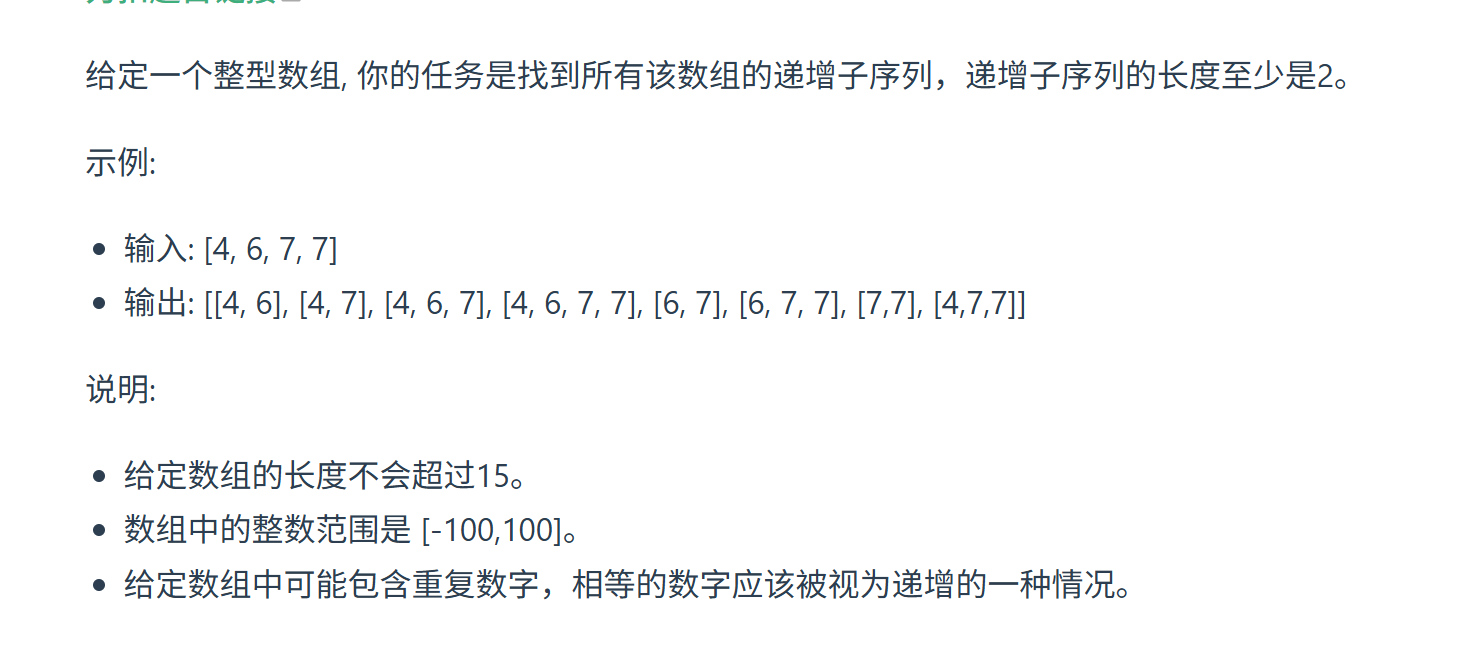 给定一个整型数组, 你的任务是找到所有该数组的递增子序列，递增子序列的长度至少是2。
示例:
输入: [4, 6, 7, 7]
输出: [[4, 6], [4, 7], [4, 6, 7], [4, 6, 7, 7], [6, 7], [6, 7, 7], [7,7], [4,7,7]]
说明:
给定数组的长度不会超过15。
数组中的整数范围是 [-100,100]。
给定数组中可能包含重复数字，相等的数字应该被视为递增的一种情况。